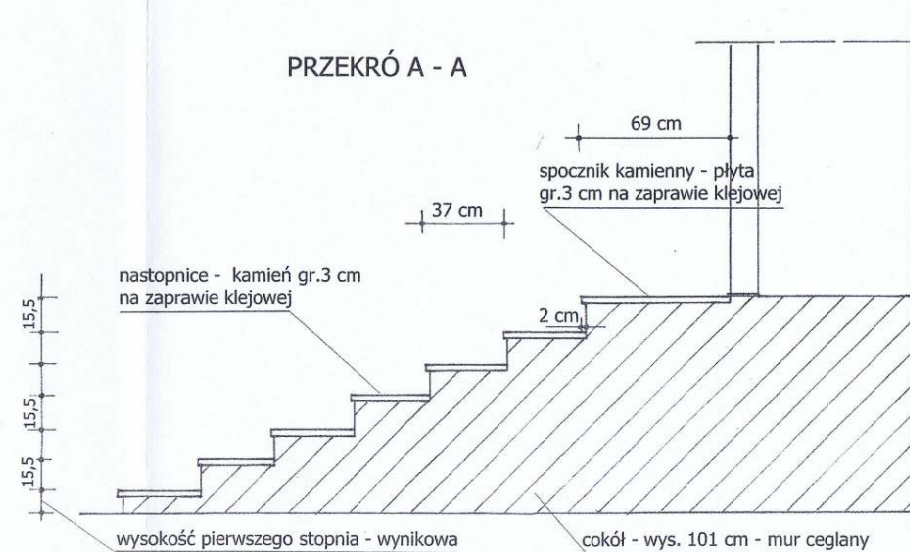 PRZEKRÓ A - A
69 cm
spocznik kamienny - płyta
gr.3 cm na zaprawie klejowej
37 cm
nastopnice - kamień gr.3 cm
na zaprawie klejowej
2 cm
15,5
15,5
15,5
wysokość pierwszego stopnia - wynikowa
cokół - wys. 101 cm - mur ceglany